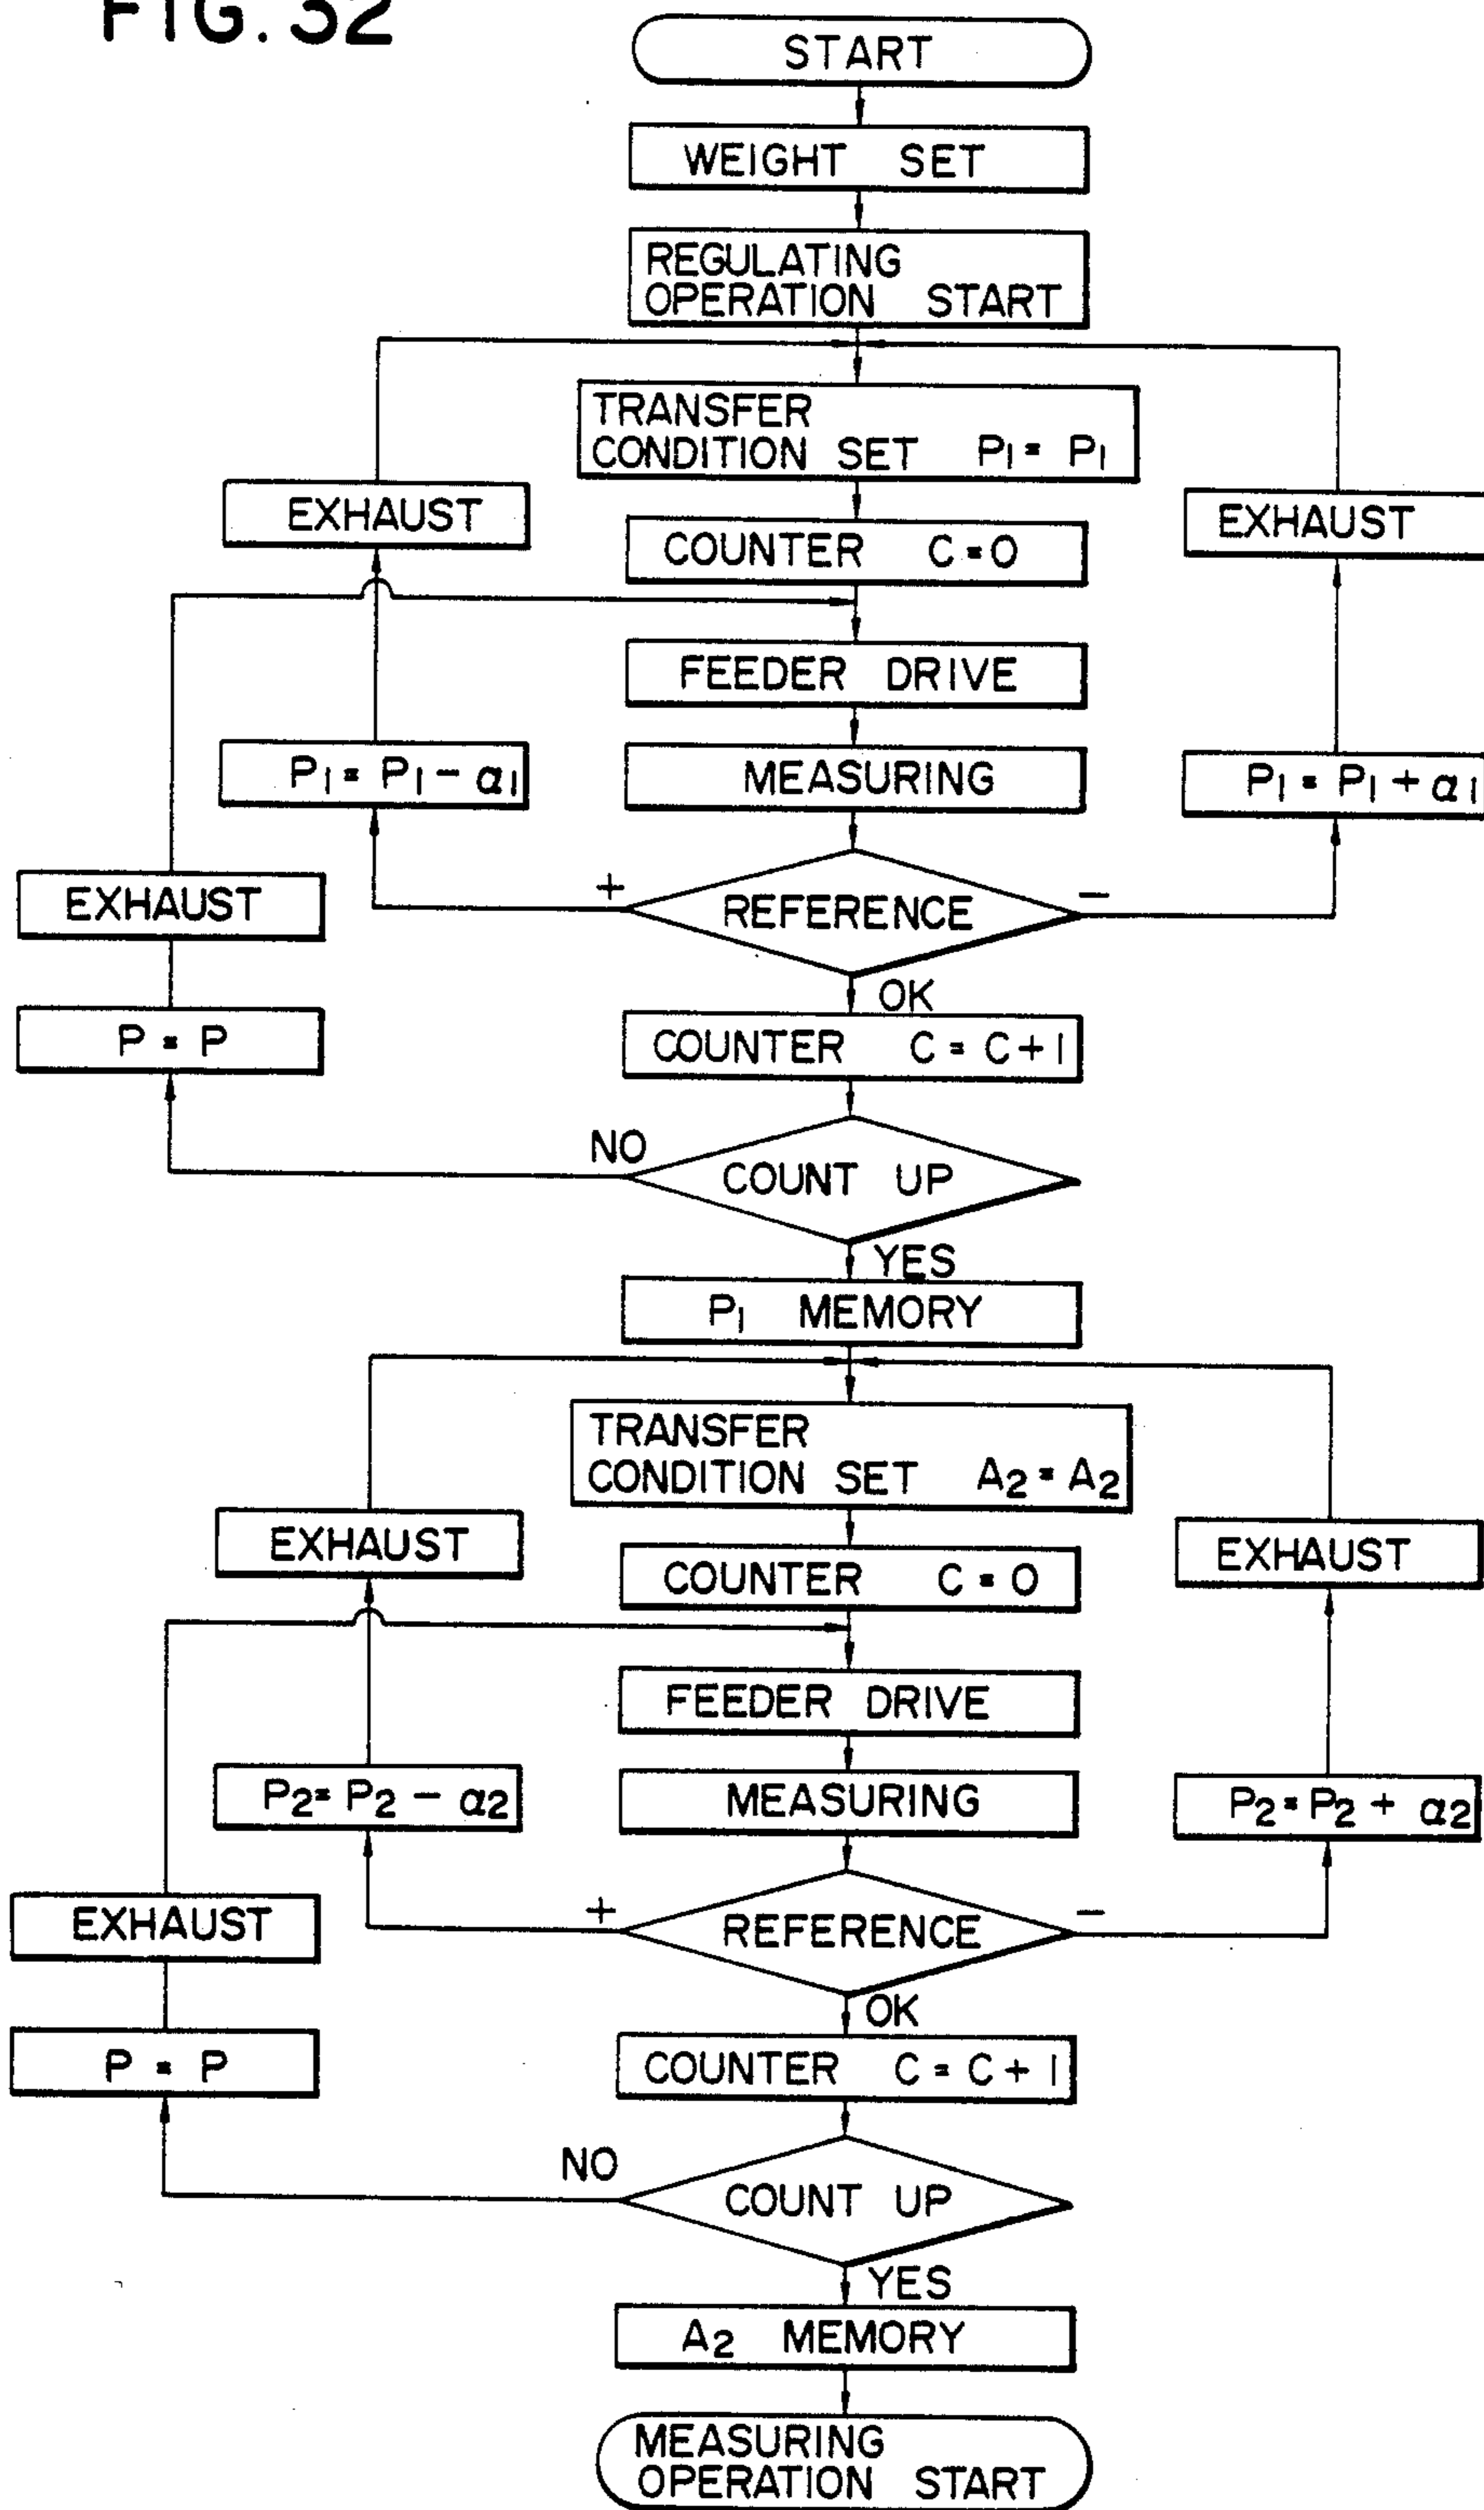 FIG. 32
START
WEIGHT SET
REGULATING
OPERATION START
TRANSFER
CONDITION SET P1 = P1
EXHAUST
EXHAUST
COUNTER C = 0
FEEDER DRIVE
P1 = P1 - α1
MEASURING
P1 = P1 + α1
EXHAUST
+
REFERENCE
-
OK
P = P
COUNTER C = C + 1
NO
COUNT UP
YES
P1 MEMORY
TRANSFER
CONDITION SET A2 = A2
EXHAUST
EXHAUST
COUNTER C = 0
FEEDER DRIVE
P2 = P2 - α2
MEASURING
P2 = P2 + α2
EXHAUST
+
REFERENCE
-
OK
P = P
COUNTER C = C + 1
NO
COUNT UP
YES
A2 MEMORY
MEASURING
OPERATION START